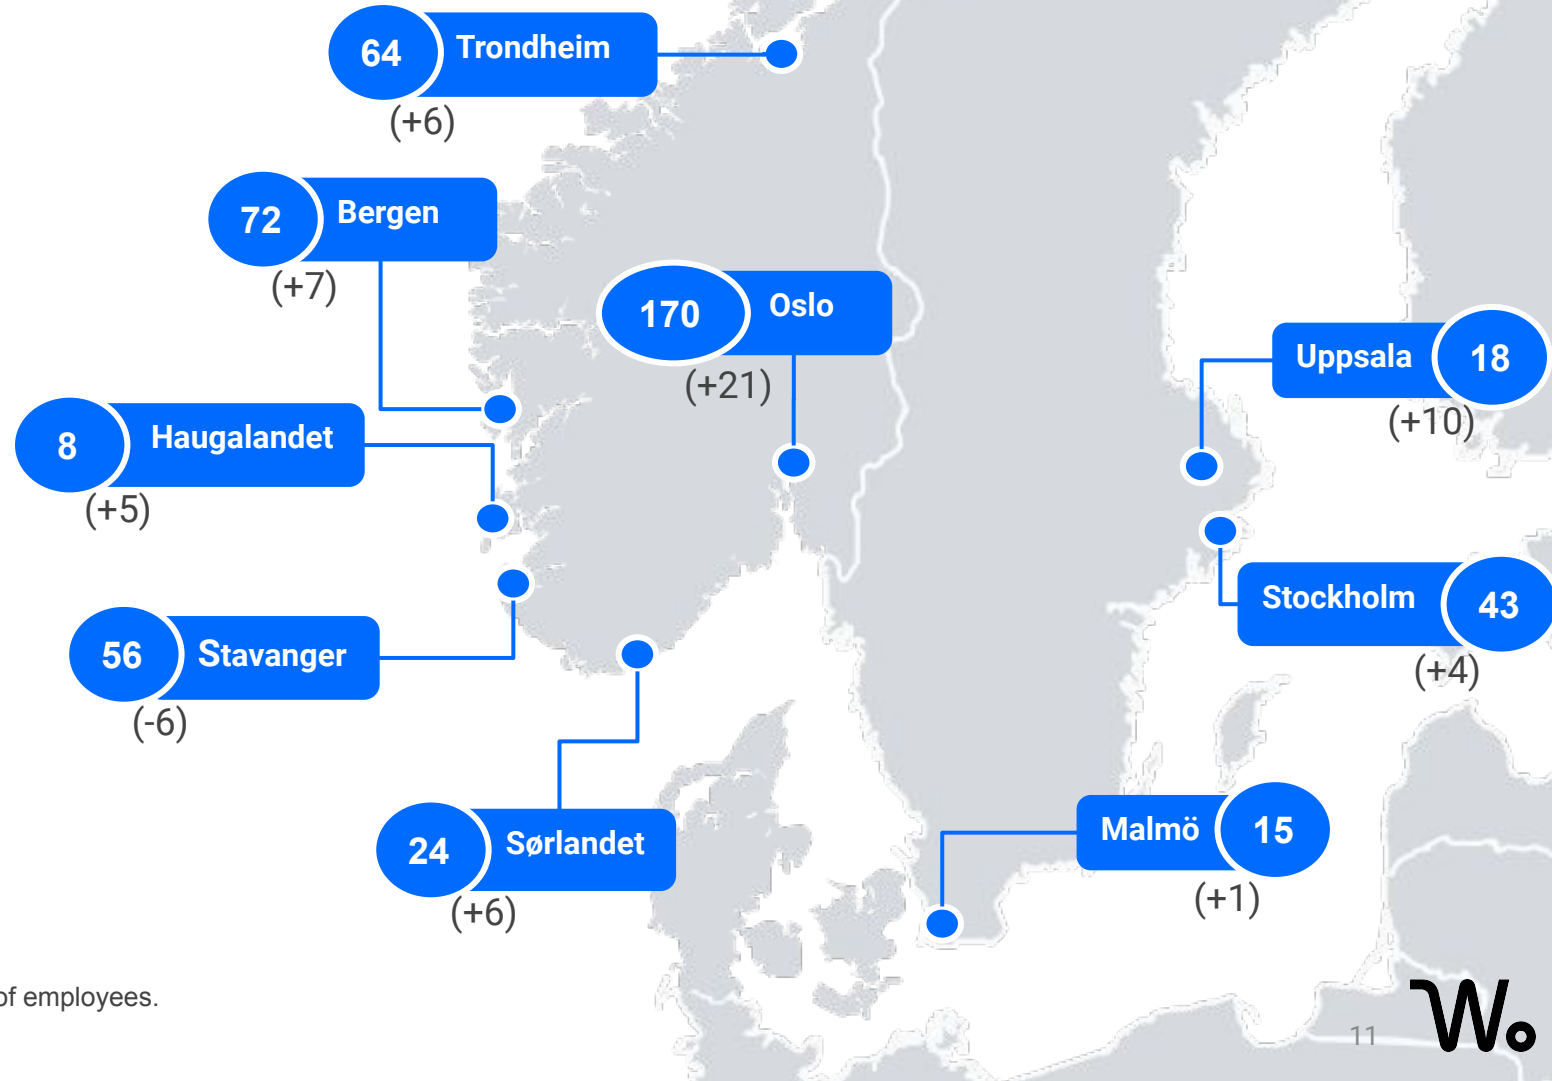 64 Trondheim
(+6)
72 Bergen
(+7)
170 Oslo
(+21)
Uppsala 18
(+10)
8 Haugalandet
(+5)
Stockholm 43
(+4)
56 Stavanger
(-6)
24 Sørlandet
(+6)
Malmö 15
(+1)
of employees.
11
Wo